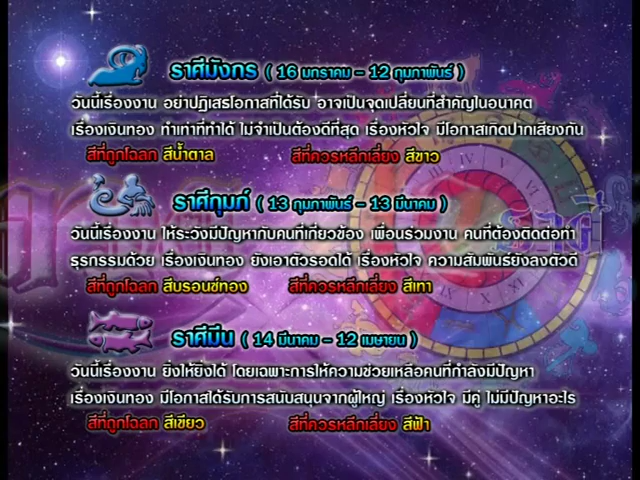 ราศีมังกร ( 16 มกราคม - 12 กุมภาพันธ์ )
วันนี้เรื่องงาน อย่าปฏิเสธโอกาสที่ได้รับ อาจเป็นจุดเปลี่ยนที่สำคัญในอนาคต
เรื่องเงินทอง ทำเท่าที่ทำได้ ไม่จำเป็นต้องดีที่สุด เรื่องหัวใจ มีโอกาสเกิดปากเสียงกัน
สีที่ถูกโฉลก สีน้ำตาล สีที่ควรหลีกเลี่ยง สีขาว
ราศีกุมภ์ ( 13 กุมภาพันธ์ - 13 มีนาคม )
วันนี้เรื่องงาน ให้ระวังมีปัญหากับคนที่เกี่ยวข้อง เพื่อนร่วมงาน คนที่ต้องติดต่อทำ
ธุรกรรมด้วย เรื่องเงินทอง ยังเอาตัวรอดได้ เรื่องหัวใจ ความสัมพันธ์ยังลงตัวดี
สีที่ถูกโฉลก สีบรอนซ์ทอง สีที่ควรหลีกเลี่ยง สีเทา
ราศีมีน ( 14 มีนาคม - 12 เมษายน )
วันนี้เรื่องงาน ยิ่งให้ยิ่งได้ โดยเฉพาะการให้ความช่วยเหลือคนที่กำลังมีปัญหา
เรื่องเงินทอง มีโอกาสได้รับการสนับสนุนจากผู้ใหญ่ เรื่องหัวใจ มีคู่ ไม่มีปัญหาอะไร
สีที่ถูกโฉลก สีเขียว สีที่ควรหลีกเลี่ยง สีฟ้า